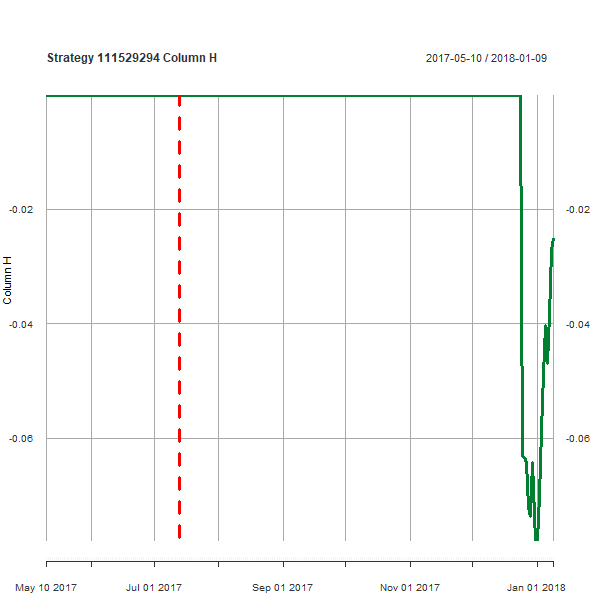 Strategy 111529294 Column H
2017-05-10 / 2018-01-09
-0.02
-0.02
Column H
-0.04
-0.04
-0.06
-0.06
May 10 2017
Jul 01 2017
Sep 01 2017
Nov 01 2017
Jan 01 2018